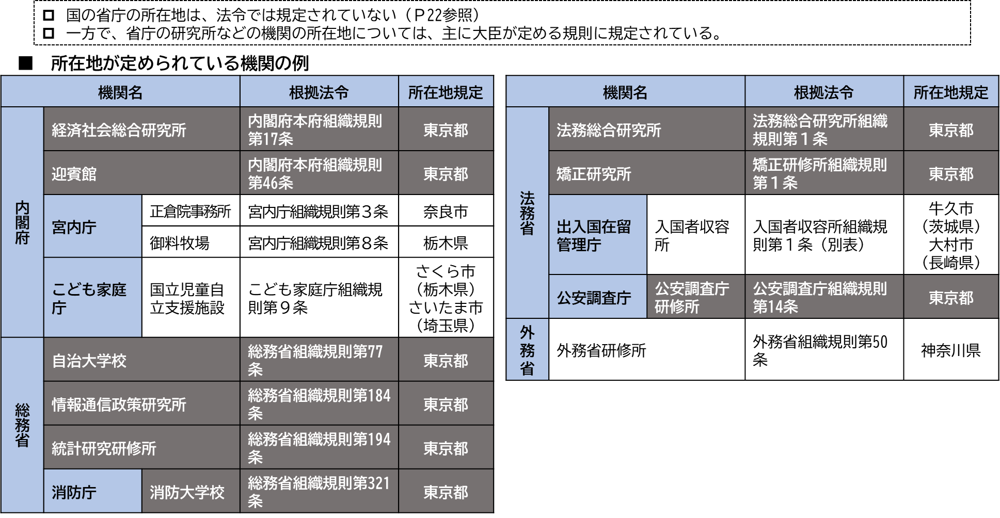 国の省庁の所在地は、法令では規定されていない（Ｐ22参照）
一方で、省庁の研究所などの機関の所在地については、主に大臣が定める規則に規定されている。
■　所在地が定められている機関の例
機関名 根拠法令 所在地規定
内閣府
経済社会総合研究所
内閣府本府組織規則
第17条
東京都
迎賓館
内閣府本府組織規則
第46条
東京都
宮内庁
正倉院事務所 宮内庁組織規則第３条 奈良市
御料牧場 宮内庁組織規則第８条 栃木県
こども家庭
庁
国立児童自
立支援施設
こども家庭庁組織規
則第９条
さくら市
（栃木県）
さいたま市
（埼玉県）
総務省
自治大学校
総務省組織規則第77
条
東京都
情報通信政策研究所
総務省組織規則第184
条
東京都
統計研究研修所
総務省組織規則第194
条
東京都
消防庁
消防大学校
総務省組織規則第321
条
東京都
機関名 根拠法令 所在地規定
法務省
法務総合研究所
法務総合研究所組織
規則第１条
東京都
矯正研究所
矯正研修所組織規則
第１条
東京都
出入国在留
管理庁
入国者収容
所
入国者収容所組織規
則第１条（別表）
牛久市
（茨城県）
大村市
（長崎県）
公安調査庁
公安調査庁
研修所
公安調査庁組織規則
第14条
東京都
外務省
外務省研修所
外務省組織規則第50
条
神奈川県